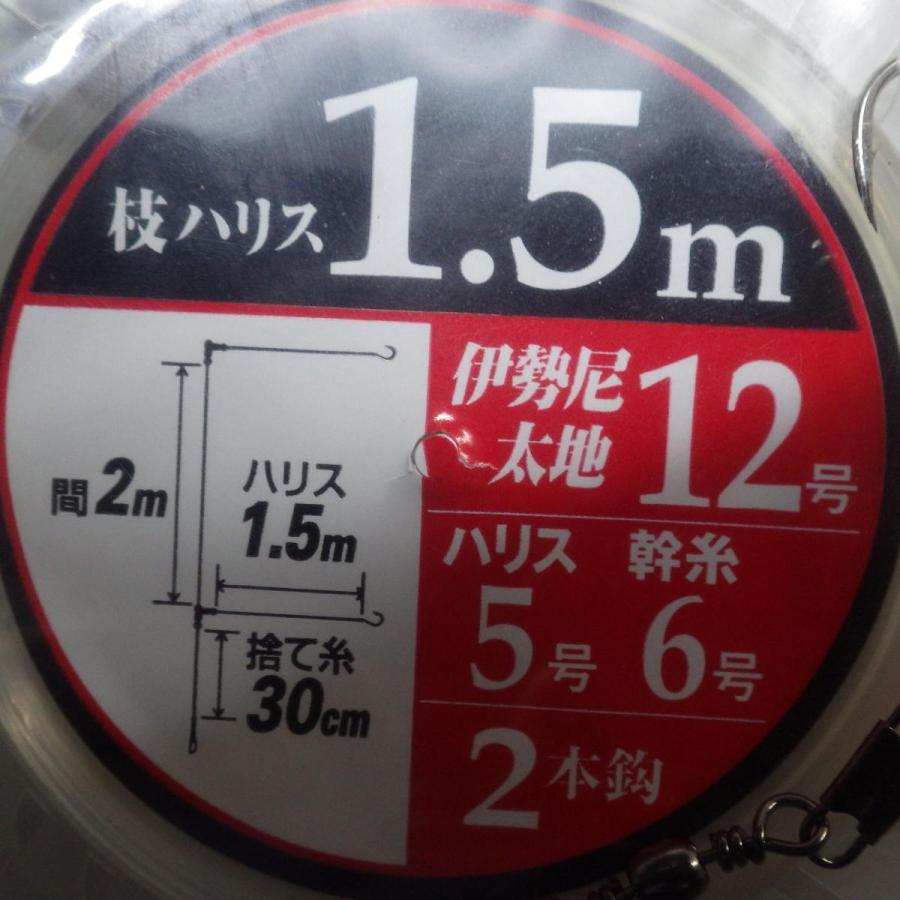 枝ハリス1.5m
間2m
ハリス
1.5m
捨て糸
30cm
伊勢尼
太地
12号
ハリス 幹糸
5号 6号
2本鈎